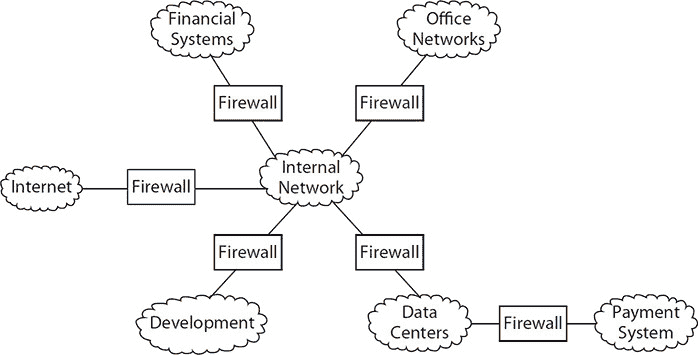 Financial
Systems
Office
Networks
Firewall
Firewall
Internet
Firewall
Internal
Network
Firewall
Firewall
Development
Data
Centers
Firewall
Payment
System